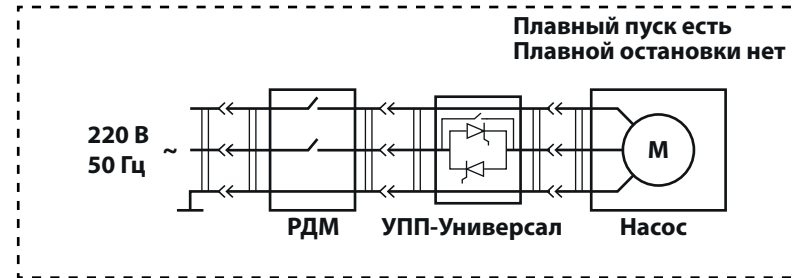 Плавный пуск есть
Плавной остановки нет
220 В
50 Гц
~
М
РДМ
УПП-Универсал
Насос